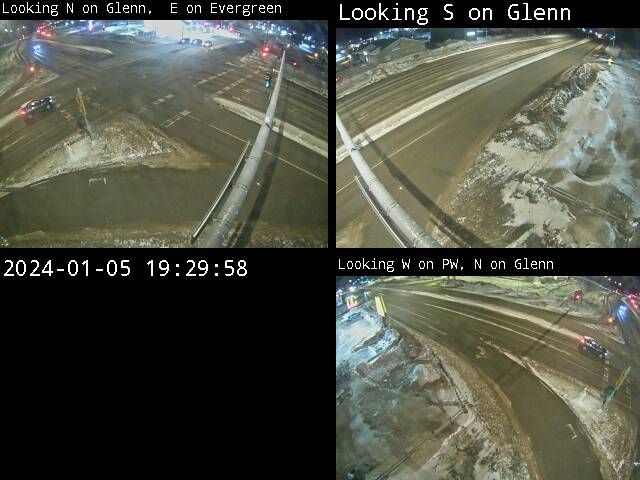 Looking N on Glenn, E on Evergreen
Looking S on Glenn
2024-01-05 19:29:58
Looking W on PW, N on Glenn